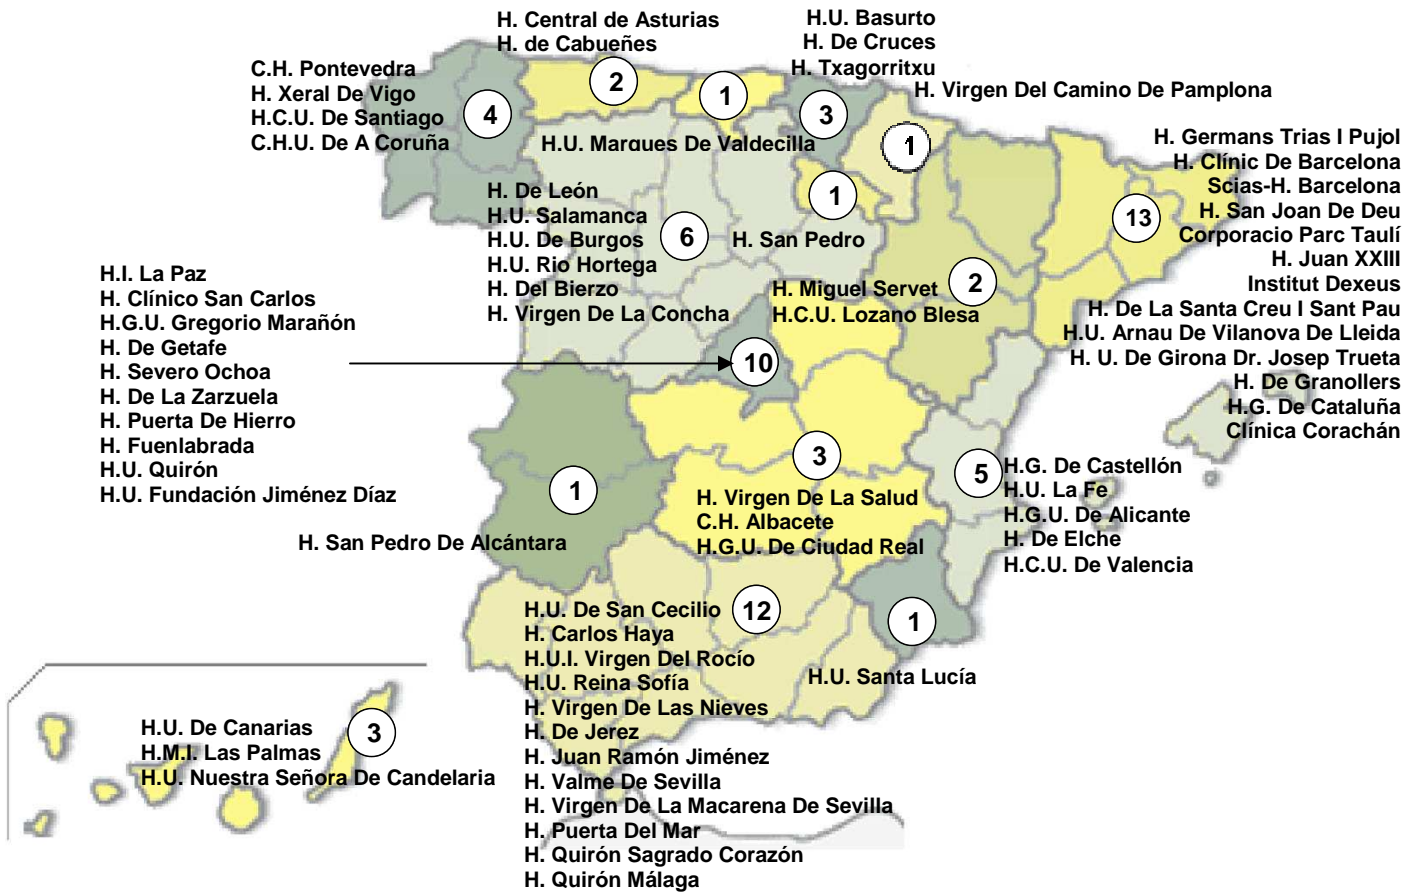 H. Central de Asturias
H. de Cabueñes
2
H.U. Basurto
H. De Cruces
H. Txagorritxu
3
C.H. Pontevedra
H. Xeral De Vigo
H.C.U. De Santiago
C.H.U. De A Coruña
4
1
H.U. Marques De Valdecilla
H. Virgen Del Camino De Pamplona
1
H. Germans Trias I Pujol
H. Clínic De Barcelona
Scias-H. Barcelona
H. San Joan De Deu
Corporacio Parc Taulí
H. Juan XXIII
Institut Dexeus
H. De La Santa Creu I Sant Pau
H.U. Arnau De Vilanova De Lleida
H. U. De Girona Dr. Josep Trueta
H. De Granollers
H.G. De Cataluña
Clínica Corachán
13
H. De León
H.U. Salamanca
H.U. De Burgos
H.U. Rio Hortega
H. Del Bierzo
H. Virgen De La Concha
6
1
H. San Pedro
H. Miguel Servet
H.C.U. Lozano Blesa
2
H.I. La Paz
H. Clínico San Carlos
H.G.U. Gregorio Marañón
H. De Getafe
H. Severo Ochoa
H. De La Zarzuela
H. Puerta De Hierro
H. Fuenlabrada
H.U. Quirón
H.U. Fundación Jiménez Díaz
10
3
H. Virgen De La Salud
C.H. Albacete
H.G.U. De Ciudad Real
5
H.G. De Castellón
H.U. La Fe
H.G.U. De Alicante
H. De Elche
H.C.U. De Valencia
1
H. San Pedro De Alcántara
12
H.U. De San Cecilio
H. Carlos Haya
H.U.I. Virgen Del Rocío
H.U. Reina Sofía
H. Virgen De Las Nieves
H. De Jerez
H. Juan Ramón Jiménez
H. Valme De Sevilla
H. Virgen De La Macarena De Sevilla
H. Puerta Del Mar
H. Quirón Sagrado Corazón
H. Quirón Málaga
1
H.U. Santa Lucía
3
H.U. De Canarias
H.M.I. Las Palmas
H.U. Nuestra Señora De Candelaria